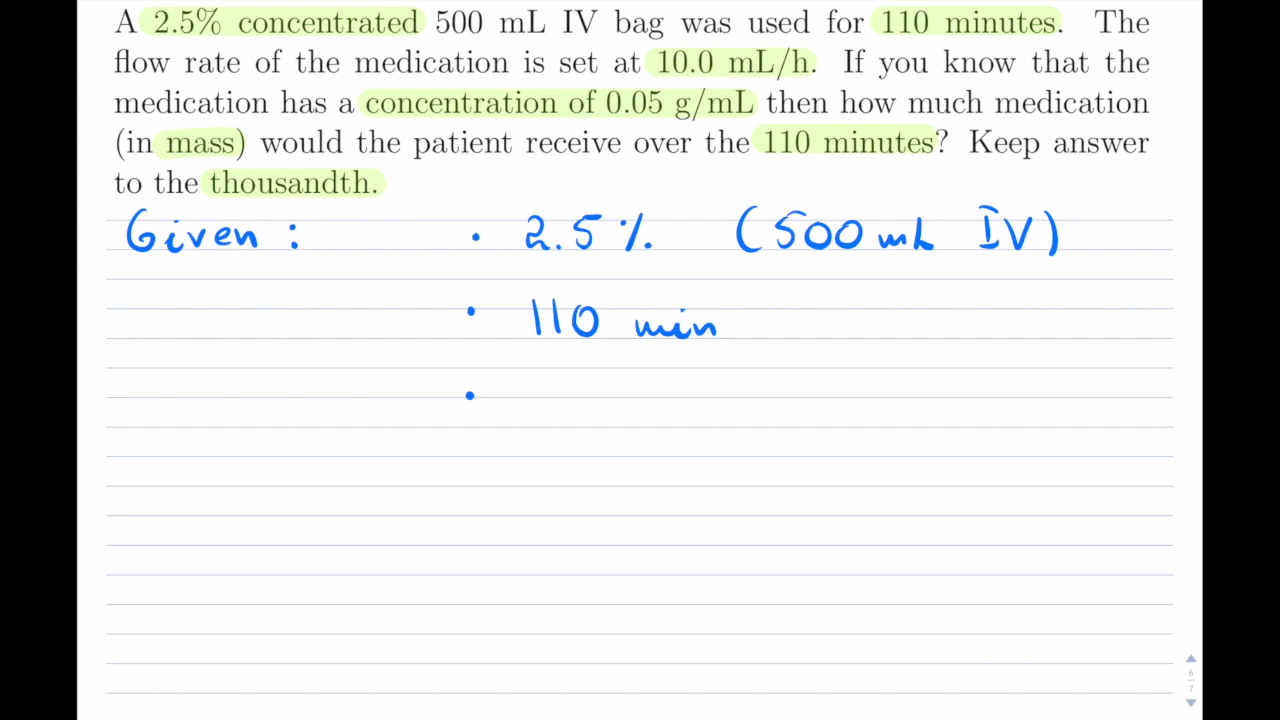 A 2.5% concentrated 500 mL IV bag was used for 110 minutes. The
flow rate of the medication is set at 10.0 mL/h. If you know that the
medication has a concentration of 0.05 g/mL then how much medication
(in mass) would the patient receive over the 110 minutes? Keep answer
to the thousandth.
Given : • 2.5 % (500 mL IV)
• 110 min
•
6
7